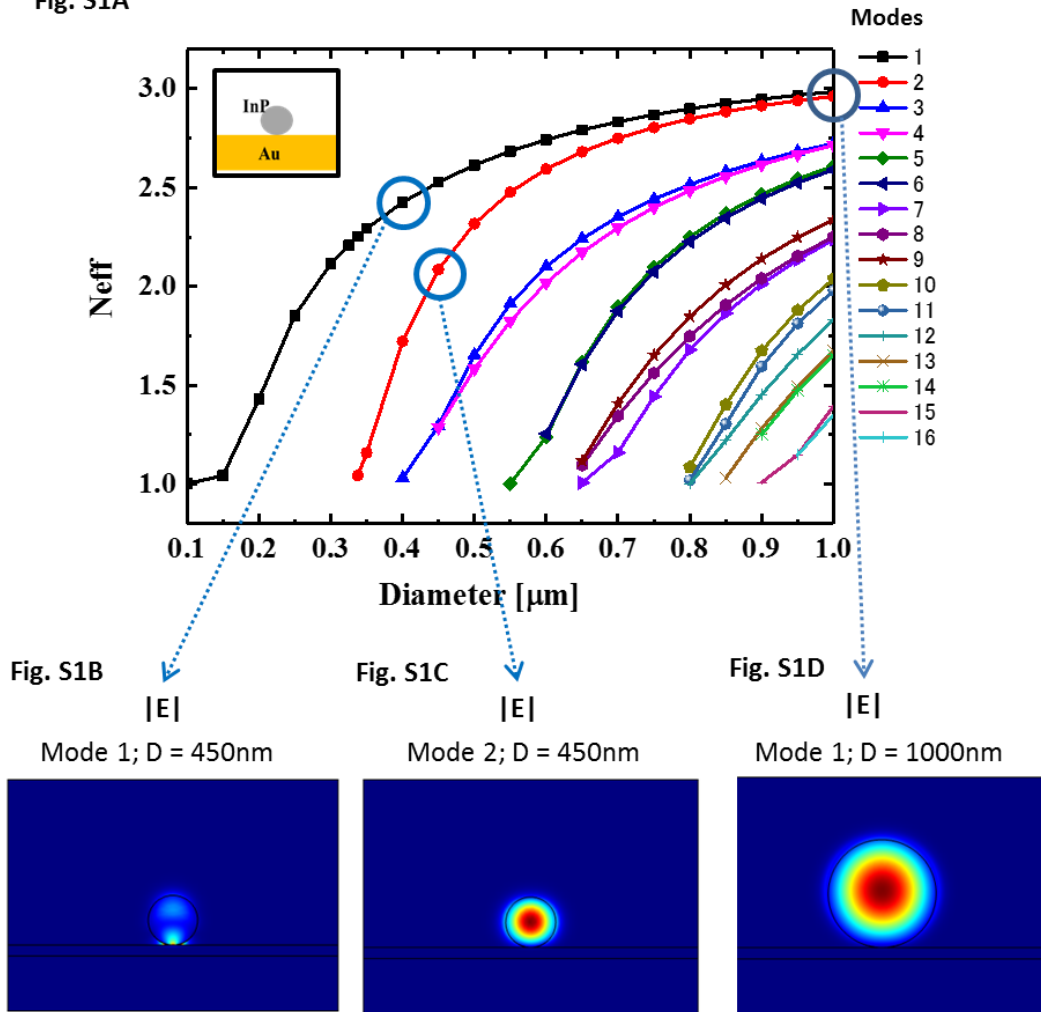 Fig. S1A
Modes
1
2
3
4
5
6
7
8
9
10
11
12
13
14
15
16
InP
Au
3.0
2.5
2.0
1.5
1.0
Neff
0.1 0.2 0.3 0.4 0.5 0.6 0.7 0.8 0.9 1.0
Diameter [μm]
Fig. S1B
Fig. S1C
Fig. S1D
|E|
|E|
|E|
Mode 1; D = 450nm
Mode 2; D = 450nm
Mode 1; D = 1000nm